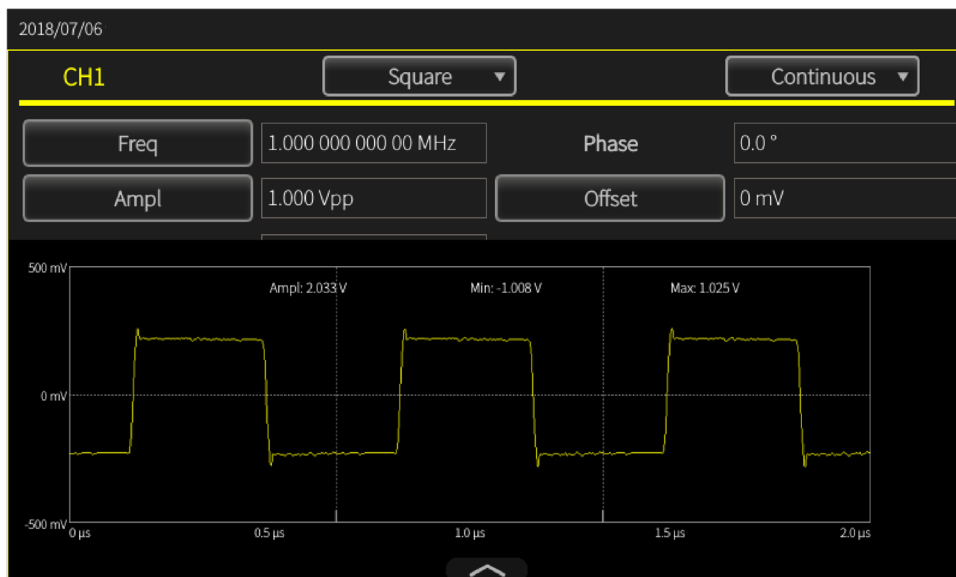 2018/07/06
CH1 Square Continuous
Freq 1.000 000 000 00 MHz Phase 0.0 °
Ampl 1.000 Vpp Offset 0 mV
500 mV
Ampl: 2.033 V Min: -1.008 V Max: 1.025 V
0 mV
-500 mV
0 µs 0.5 µs 1.0 µs 1.5 µs 2.0 µs